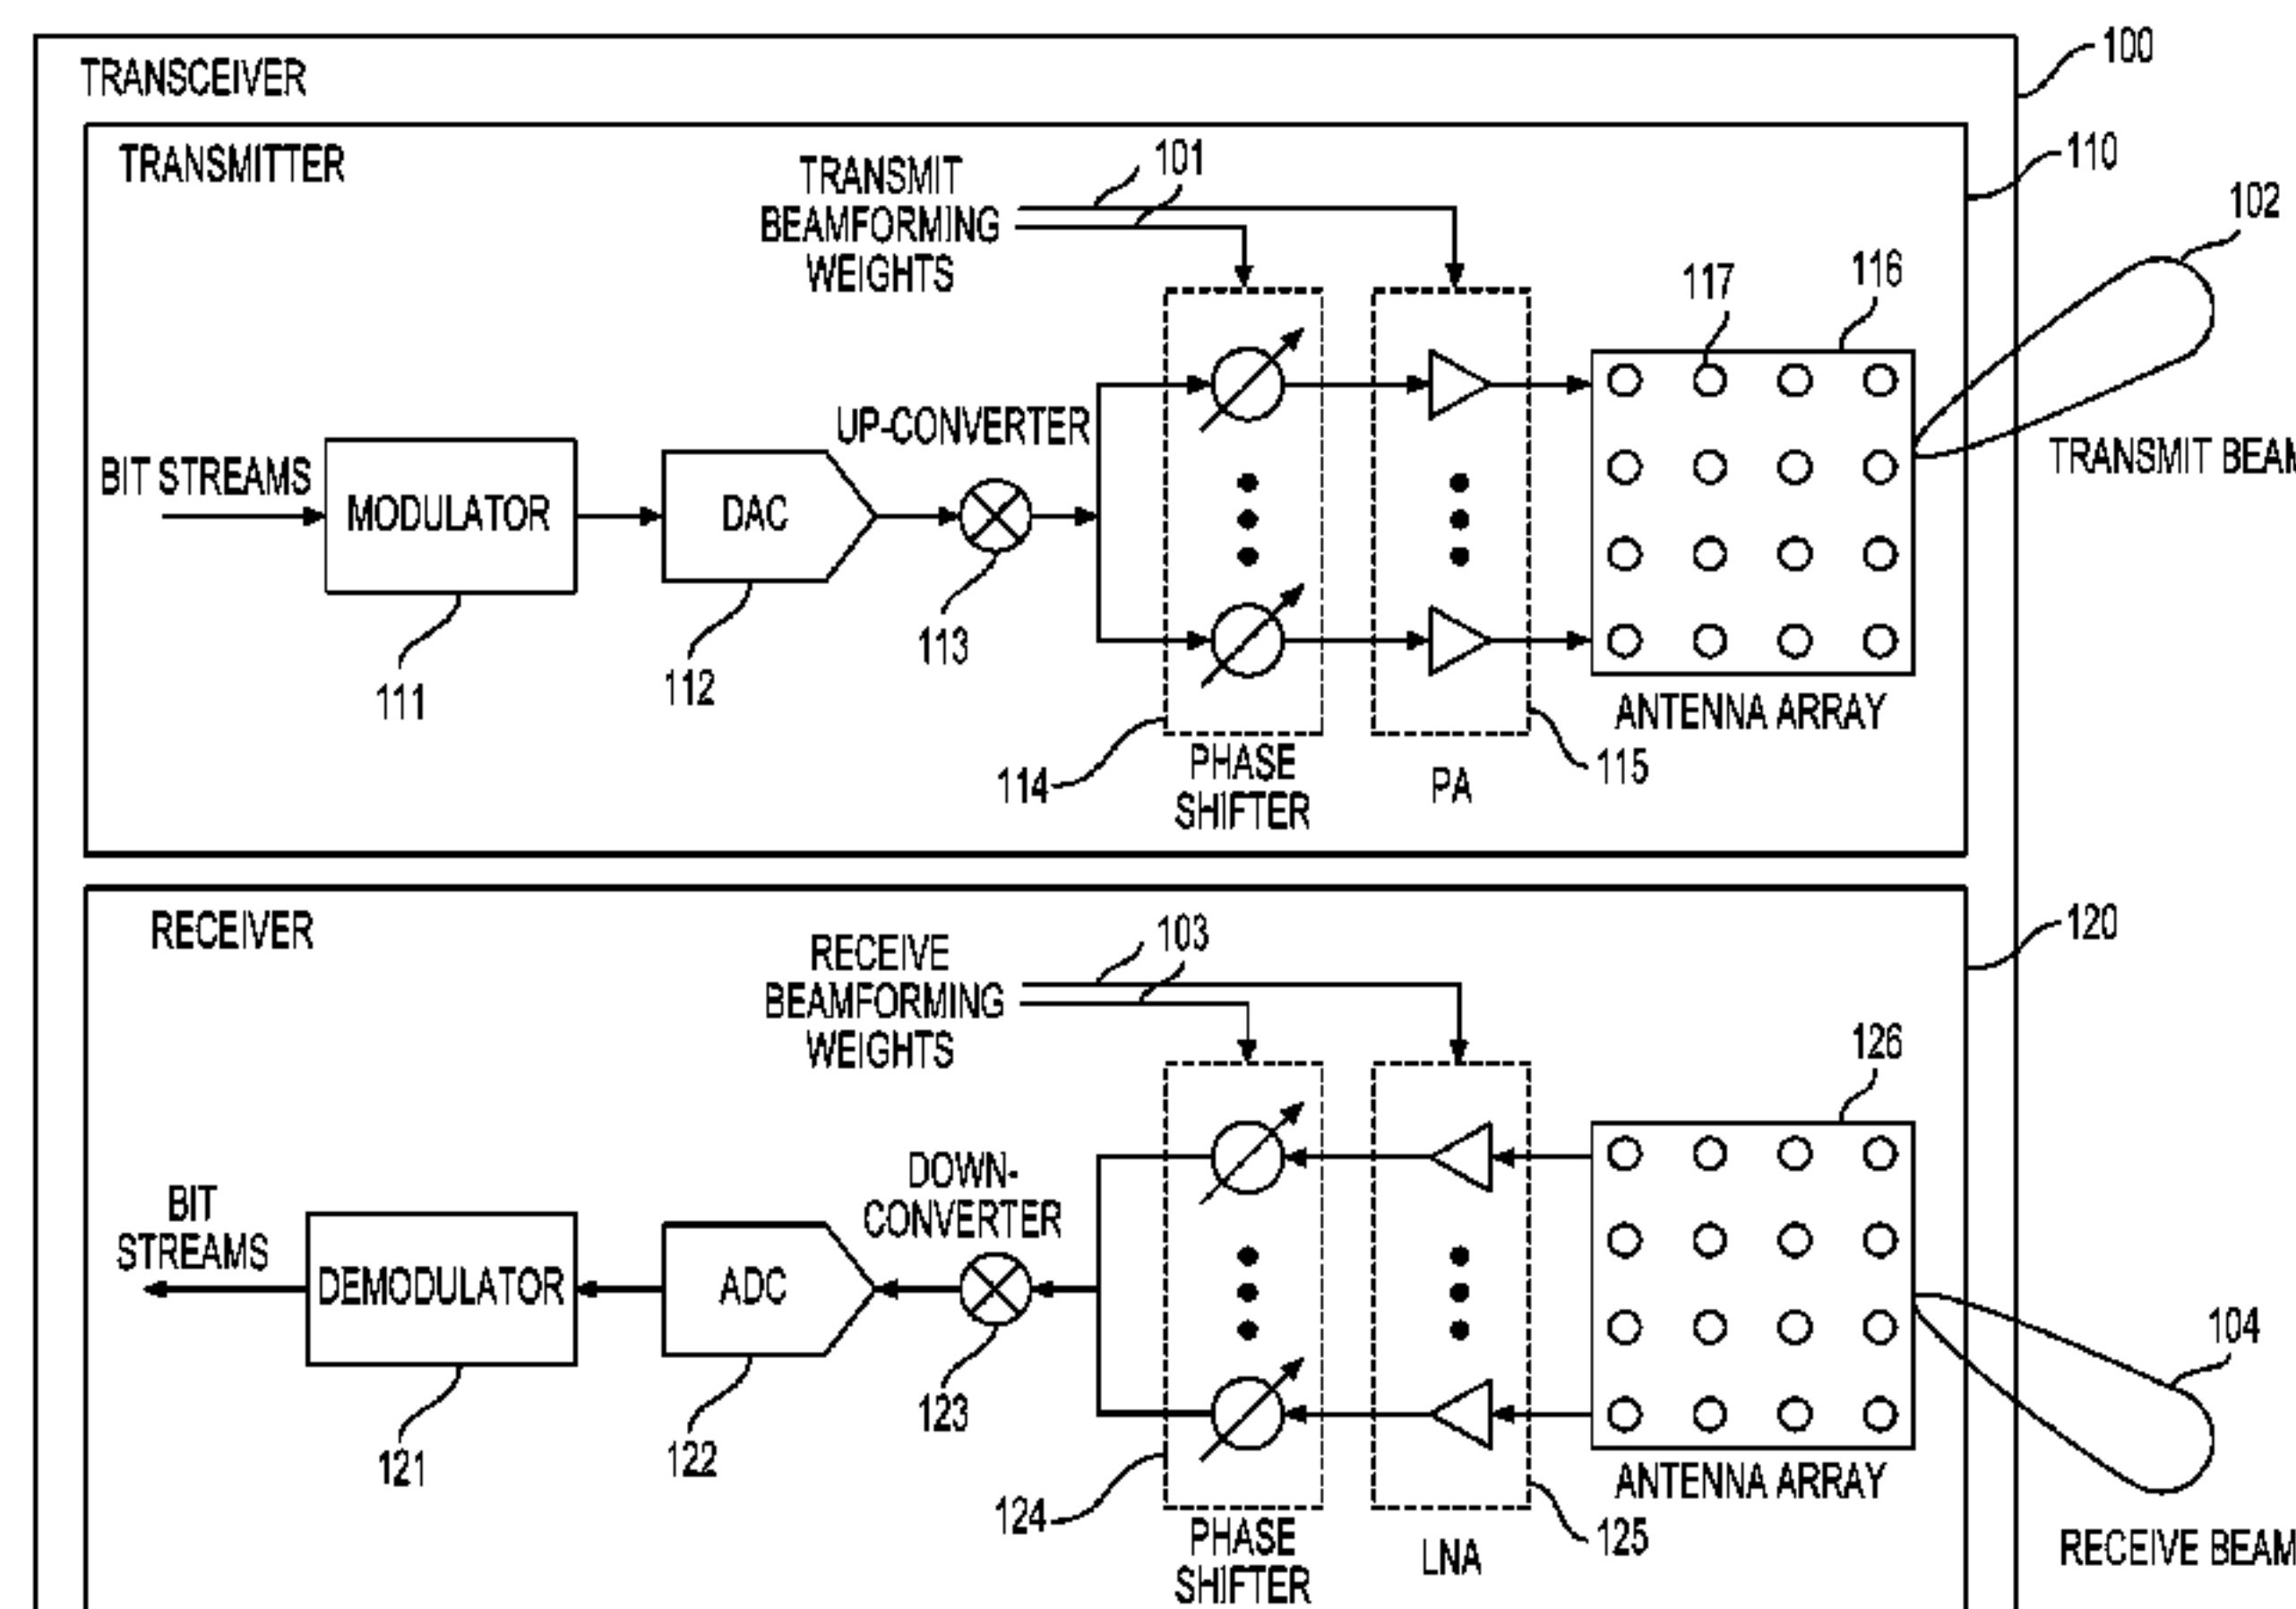 100
TRANSCEIVER
110
TRANSMITTER
101
TRANSMIT
BEAMFORMING
WEIGHTS
102
117
116
UP-CONVERTER
TRANSMIT BEAM
BIT STREAMS
MODULATOR
DAC
113
111
112
ANTENNA ARRAY
114
PHASE
SHIFTER
PA
115
RECEIVER
120
103
RECEIVE
BEAMFORMING
WEIGHTS
126
DOWN-
CONVERTER
BIT
STREAMS
DEMODULATOR
ADC
104
123
121
122
ANTENNA ARRAY
124
PHASE
SHIFTER
LNA
125
RECEIVE BEAM